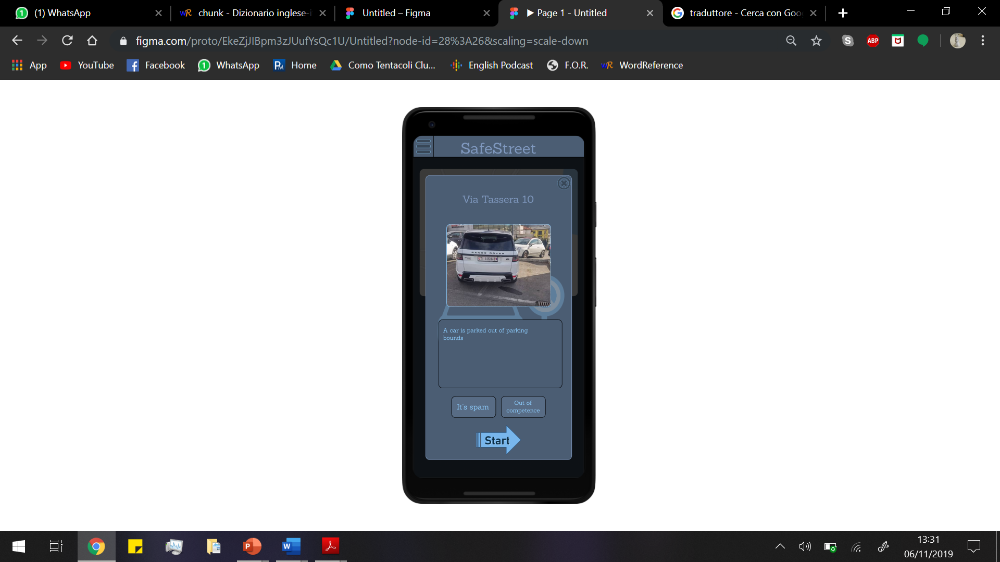 (1) WhatsApp
chunk - Dizionario inglese-i
Untitled – Figma
▶ Page 1 - Untitled
traduttore - Cerca con Goo
figma.com/proto/EkeZjJIBpm3zJUufYsQc1U/Untitled?node-id=28%3A26&scaling=scale-down
ABP
App
YouTube
Facebook
WhatsApp
Home
Como Tentacoli Clu...
English Podcast
F.O.R.
WordReference
SafeStreet
Via Tassera 10
RANGE ROVER
A car is parked out of parking
bounds
It's spam
Out of
competence
Start
13:31
06/11/2019